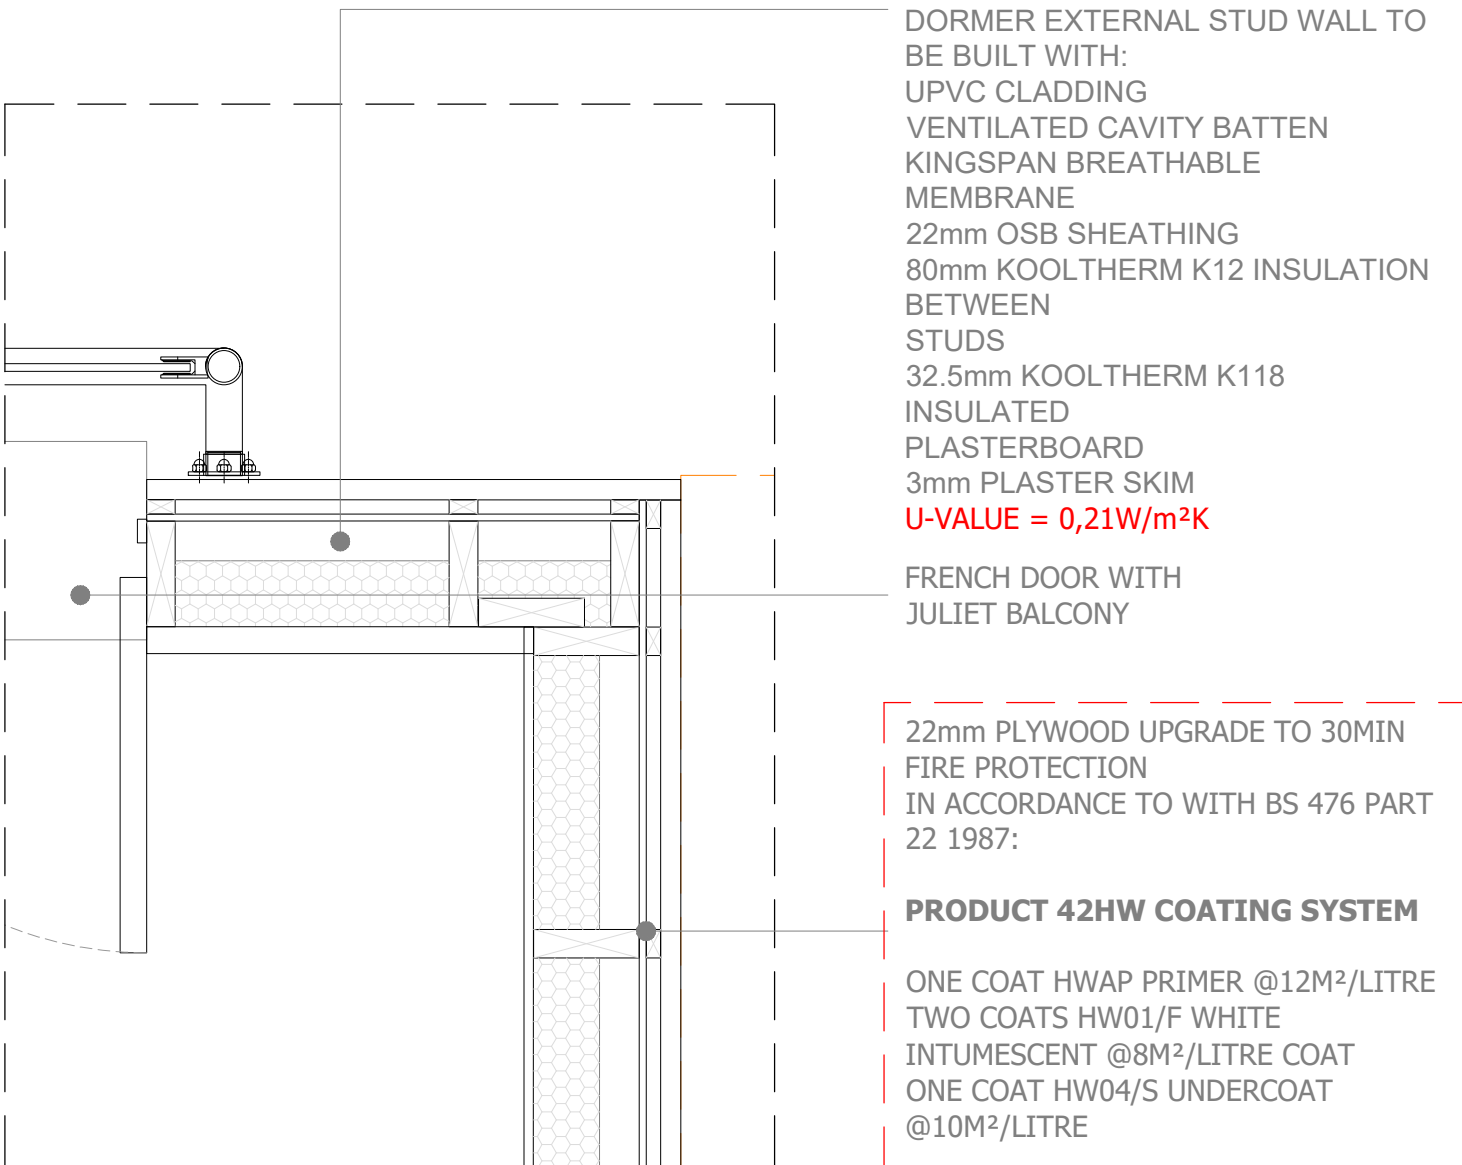 DORMER EXTERNAL STUD WALL TO
BE BUILT WITH:
UPVC CLADDING
VENTILATED CAVITY BATTEN
KINGSPAN BREATHABLE
MEMBRANE
22mm OSB SHEATHING
80mm KOOLTHERM K12 INSULATION
BETWEEN
STUDS
32.5mm KOOLTHERM K118
INSULATED
PLASTERBOARD
3mm PLASTER SKIM
U-VALUE = 0,21W/m²K
FRENCH DOOR WITH
JULIET BALCONY
22mm PLYWOOD UPGRADE TO 30MIN
FIRE PROTECTION
IN ACCORDANCE TO WITH BS 476 PART
22 1987:
PRODUCT 42HW COATING SYSTEM
ONE COAT HWAP PRIMER @12M²/LITRE
TWO COATS HW01/F WHITE
INTUMESCENT @8M²/LITRE COAT
ONE COAT HW04/S UNDERCOAT
@10M²/LITRE